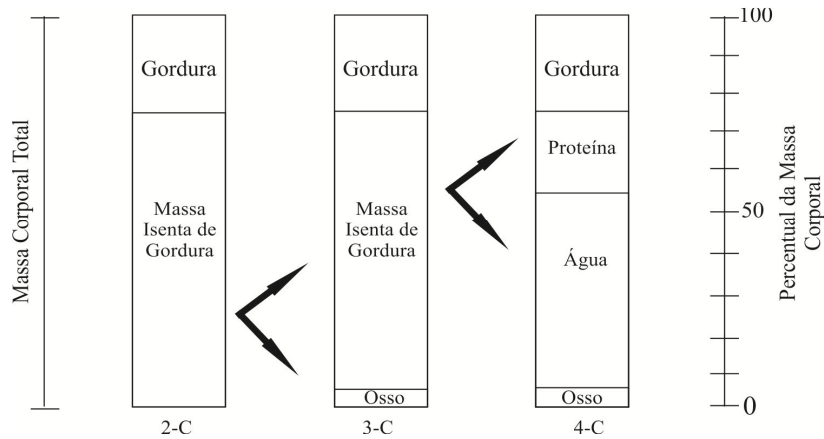 Massa Corporal Total
Gordura
Massa
Isenta de
Gordura
2-C
Gordura
Massa
Isenta de
Gordura
Osso
3-C
Gordura
Proteína
Água
Osso
4-C
100
50
0
Percentual da Massa
Corporal